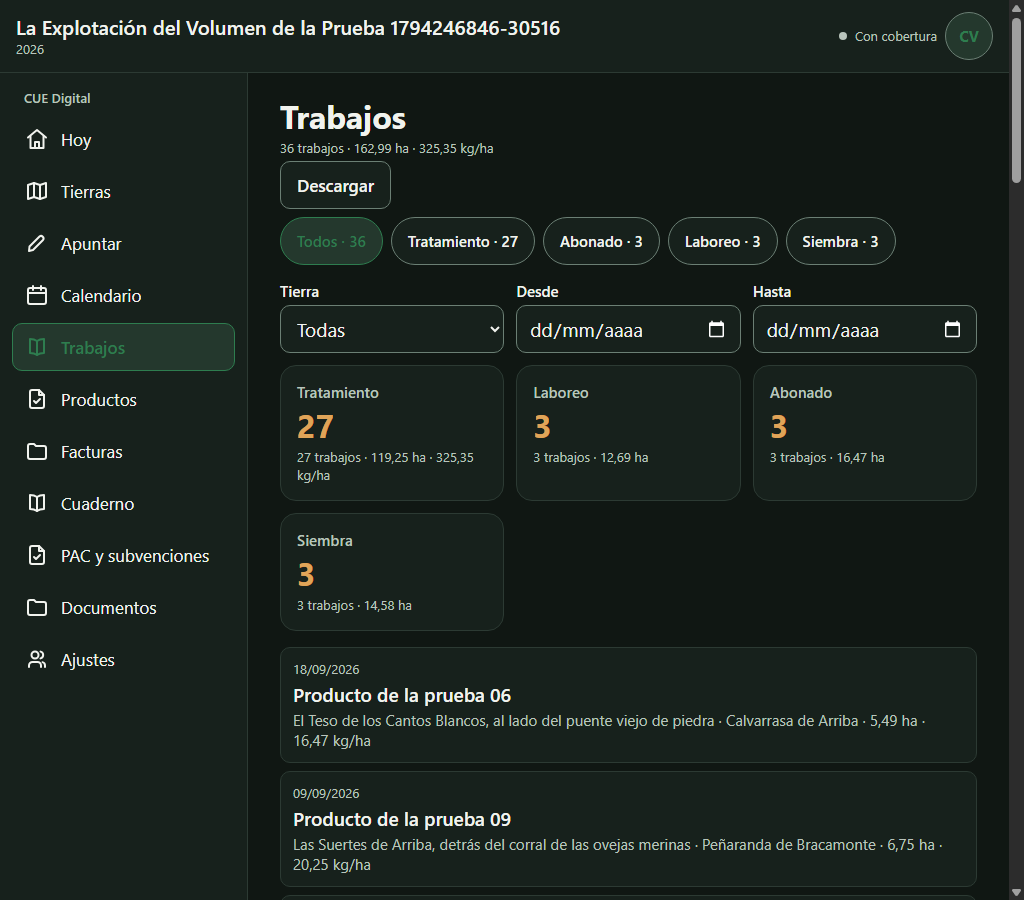 La Explotación del Volumen de la Prueba 1794246846-30516
2026
Con cobertura
CV
CUE Digital
Hoy
Tierras
Apuntar
Calendario
Trabajos
Productos
Facturas
Cuaderno
PAC y subvenciones
Documentos
Ajustes
Trabajos
36 trabajos · 162,99 ha · 325,35 kg/ha
Descargar
Todos · 36
Tratamiento · 27
Abonado · 3
Laboreo · 3
Siembra · 3
Tierra
Desde
Hasta
Todas
dd/mm/aaaa
dd/mm/aaaa
Tratamiento
27
27 trabajos · 119,25 ha · 325,35
kg/ha
Laboreo
3
3 trabajos · 12,69 ha
Abonado
3
3 trabajos · 16,47 ha
Siembra
3
3 trabajos · 14,58 ha
18/09/2026
Producto de la prueba 06
El Teso de los Cantos Blancos, al lado del puente viejo de piedra · Calvarrasa de Arriba · 5,49 ha ·
16,47 kg/ha
09/09/2026
Producto de la prueba 09
Las Suertes de Arriba, detrás del corral de las ovejas merinas · Peñaranda de Bracamonte · 6,75 ha ·
20,25 kg/ha